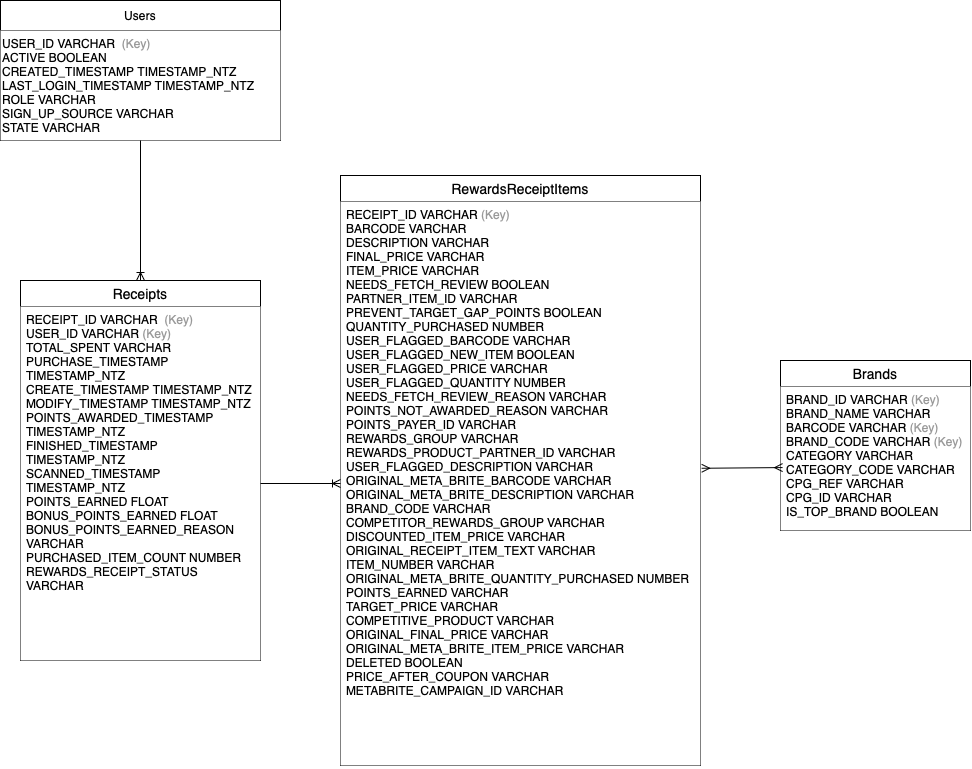 Users
USER_ID VARCHAR (Key)
ACTIVE BOOLEAN
CREATED_TIMESTAMP TIMESTAMP_NTZ
LAST_LOGIN_TIMESTAMP TIMESTAMP_NTZ
ROLE VARCHAR
SIGN_UP_SOURCE VARCHAR
STATE VARCHAR
Receipts
RECEIPT_ID VARCHAR (Key)
USER_ID VARCHAR (Key)
TOTAL_SPENT VARCHAR
PURCHASE_TIMESTAMP
TIMESTAMP_NTZ
CREATE_TIMESTAMP TIMESTAMP_NTZ
MODIFY_TIMESTAMP TIMESTAMP_NTZ
POINTS_AWARDED_TIMESTAMP
TIMESTAMP_NTZ
FINISHED_TIMESTAMP
TIMESTAMP_NTZ
SCANNED_TIMESTAMP
TIMESTAMP_NTZ
POINTS_EARNED FLOAT
BONUS_POINTS_EARNED FLOAT
BONUS_POINTS_EARNED_REASON
VARCHAR
PURCHASED_ITEM_COUNT NUMBER
REWARDS_RECEIPT_STATUS
VARCHAR
RewardsReceiptItems
RECEIPT_ID VARCHAR (Key)
BARCODE VARCHAR
DESCRIPTION VARCHAR
FINAL_PRICE VARCHAR
ITEM_PRICE VARCHAR
NEEDS_FETCH_REVIEW BOOLEAN
PARTNER_ITEM_ID VARCHAR
PREVENT_TARGET_GAP_POINTS BOOLEAN
QUANTITY_PURCHASED NUMBER
USER_FLAGGED_BARCODE VARCHAR
USER_FLAGGED_NEW_ITEM BOOLEAN
USER_FLAGGED_PRICE VARCHAR
USER_FLAGGED_QUANTITY NUMBER
NEEDS_FETCH_REVIEW_REASON VARCHAR
POINTS_NOT_AWARDED_REASON VARCHAR
POINTS_PAYER_ID VARCHAR
REWARDS_GROUP VARCHAR
REWARDS_PRODUCT_PARTNER_ID VARCHAR
USER_FLAGGED_DESCRIPTION VARCHAR
ORIGINAL_META_BRITE_BARCODE VARCHAR
ORIGINAL_META_BRITE_DESCRIPTION VARCHAR
BRAND_CODE VARCHAR
COMPETITOR_REWARDS_GROUP VARCHAR
DISCOUNTED_ITEM_PRICE VARCHAR
ORIGINAL_RECEIPT_ITEM_TEXT VARCHAR
ITEM_NUMBER VARCHAR
ORIGINAL_META_BRITE_QUANTITY_PURCHASED NUMBER
POINTS_EARNED VARCHAR
TARGET_PRICE VARCHAR
COMPETITIVE_PRODUCT VARCHAR
ORIGINAL_FINAL_PRICE VARCHAR
ORIGINAL_META_BRITE_ITEM_PRICE VARCHAR
DELETED BOOLEAN
PRICE_AFTER_COUPON VARCHAR
METABRITE_CAMPAIGN_ID VARCHAR
Brands
BRAND_ID VARCHAR (Key)
BRAND_NAME VARCHAR
BARCODE VARCHAR (Key)
BRAND_CODE VARCHAR (Key)
CATEGORY VARCHAR
CATEGORY_CODE VARCHAR
CPG_REF VARCHAR
CPG_ID VARCHAR
IS_TOP_BRAND BOOLEAN